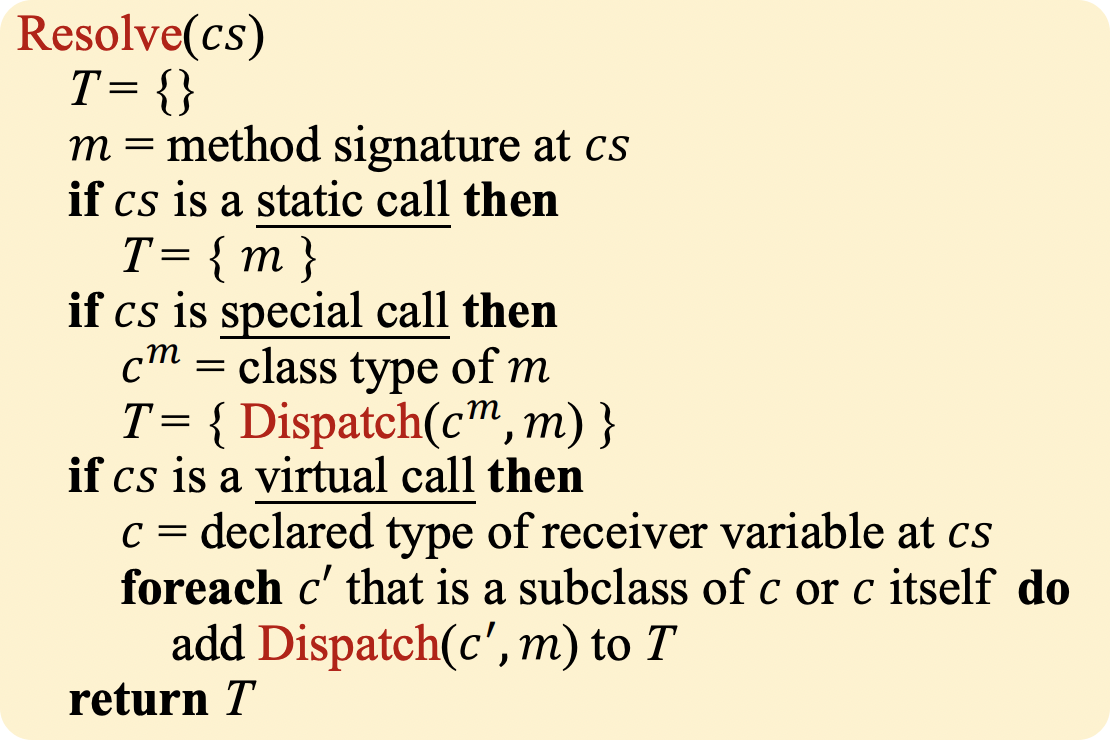 Resolve(cs)
T = {}
m = method signature at cs
if cs is a static call then
T = { m }
if cs is special call then
cᵐ = class type of m
T = { Dispatch(cᵐ, m) }
if cs is a virtual call then
c = declared type of receiver variable at cs
foreach c′ that is a subclass of c or c itself do
add Dispatch(c′, m) to T
return T